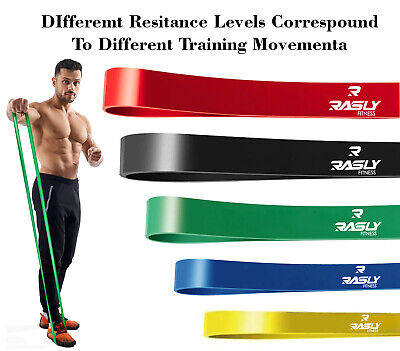 DIfferemt Resitance Levels Correspound
To Different Training Movementa
R
RASLY
FITNESS
R
RASLY
FITNESS
R
RASLY
FITNESS
R
RASLY
FITNESS
R
RASLY
FITNESS